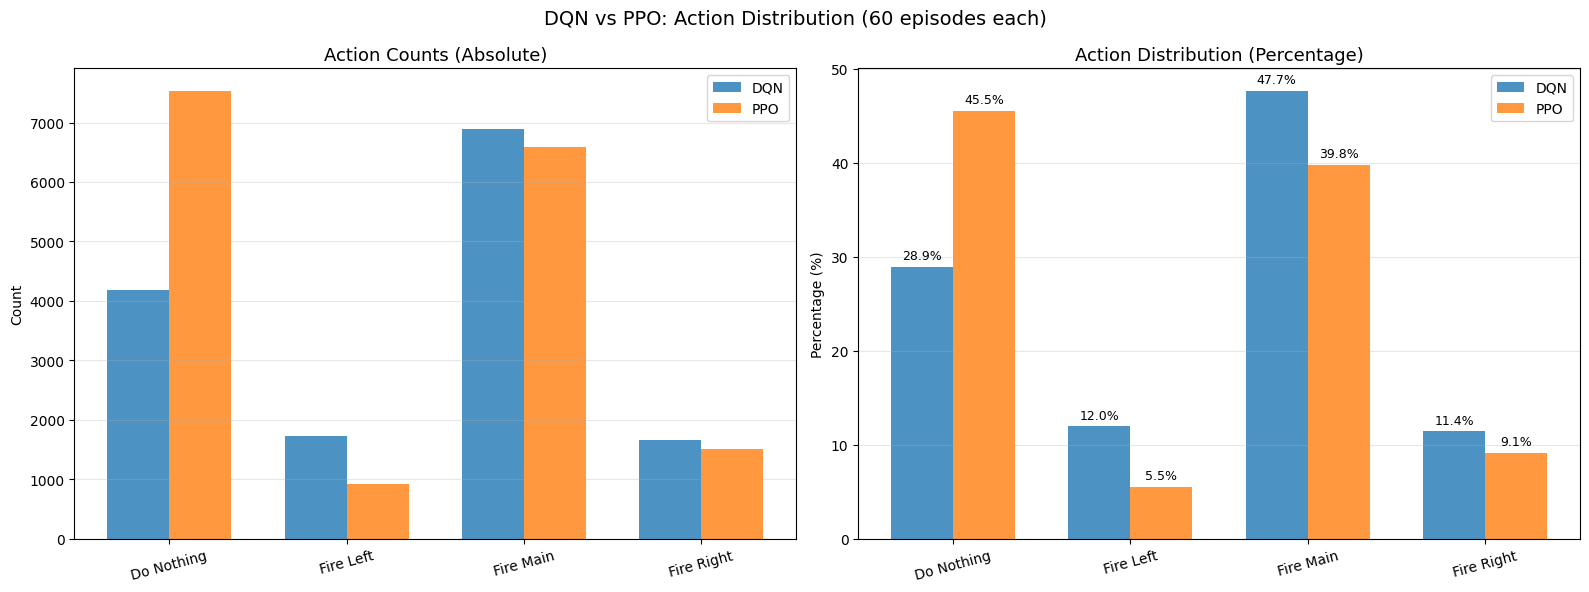 DQN vs PPO: Action Distribution (60 episodes each)
Action Counts (Absolute)
DQN
PPO
Count
7000
6000
5000
4000
3000
2000
1000
0
Do Nothing
Fire Left
Fire Main
Fire Right
Action Distribution (Percentage)
DQN
PPO
Percentage (%)
50
40
30
20
10
0
28.9%
45.5%
12.0%
5.5%
47.7%
39.8%
11.4%
9.1%
Do Nothing
Fire Left
Fire Main
Fire Right